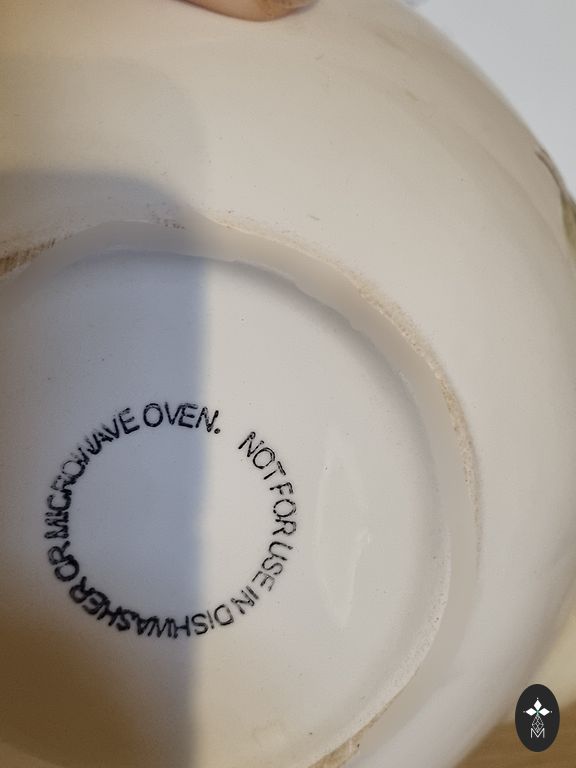 NOT FOR USE IN DISHWASHER OR MICROWAVE OVEN.
M